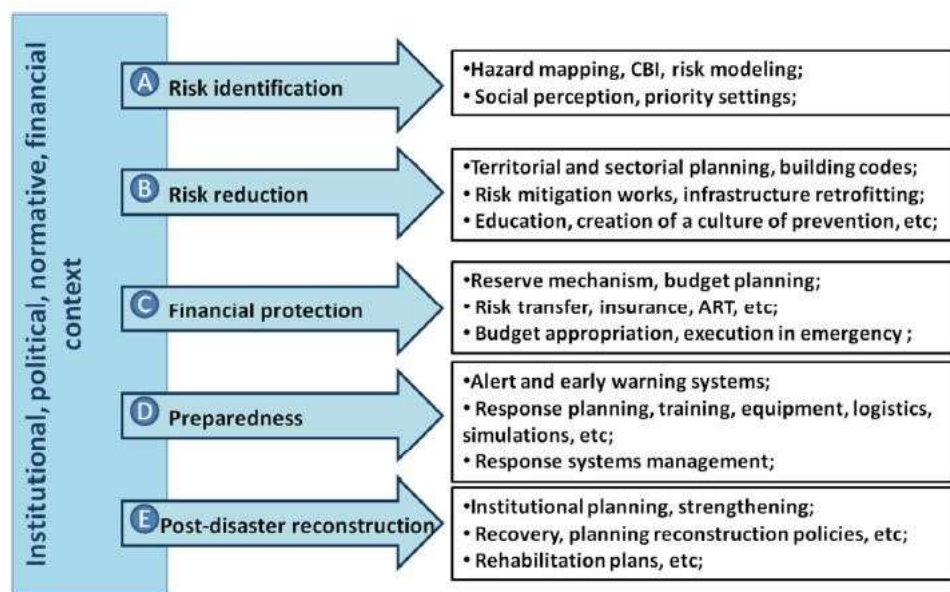 Institutional, political, normative, financial
context
A Risk identification
•Hazard mapping, CBI, risk modeling;
• Social perception, priority settings;
B Risk reduction
•Territorial and sectorial planning, building codes;
• Risk mitigation works, infrastructure retrofitting;
• Education, creation of a culture of prevention, etc;
C Financial protection
•Reserve mechanism, budget planning;
• Risk transfer, insurance, ART, etc;
• Budget appropriation, execution in emergency ;
D Preparedness
•Alert and early warning systems;
• Response planning, training, equipment, logistics,
simulations, etc;
• Response systems management;
E Post-disaster reconstruction
•Institutional planning, strengthening;
• Recovery, planning reconstruction policies, etc;
• Rehabilitation plans, etc;